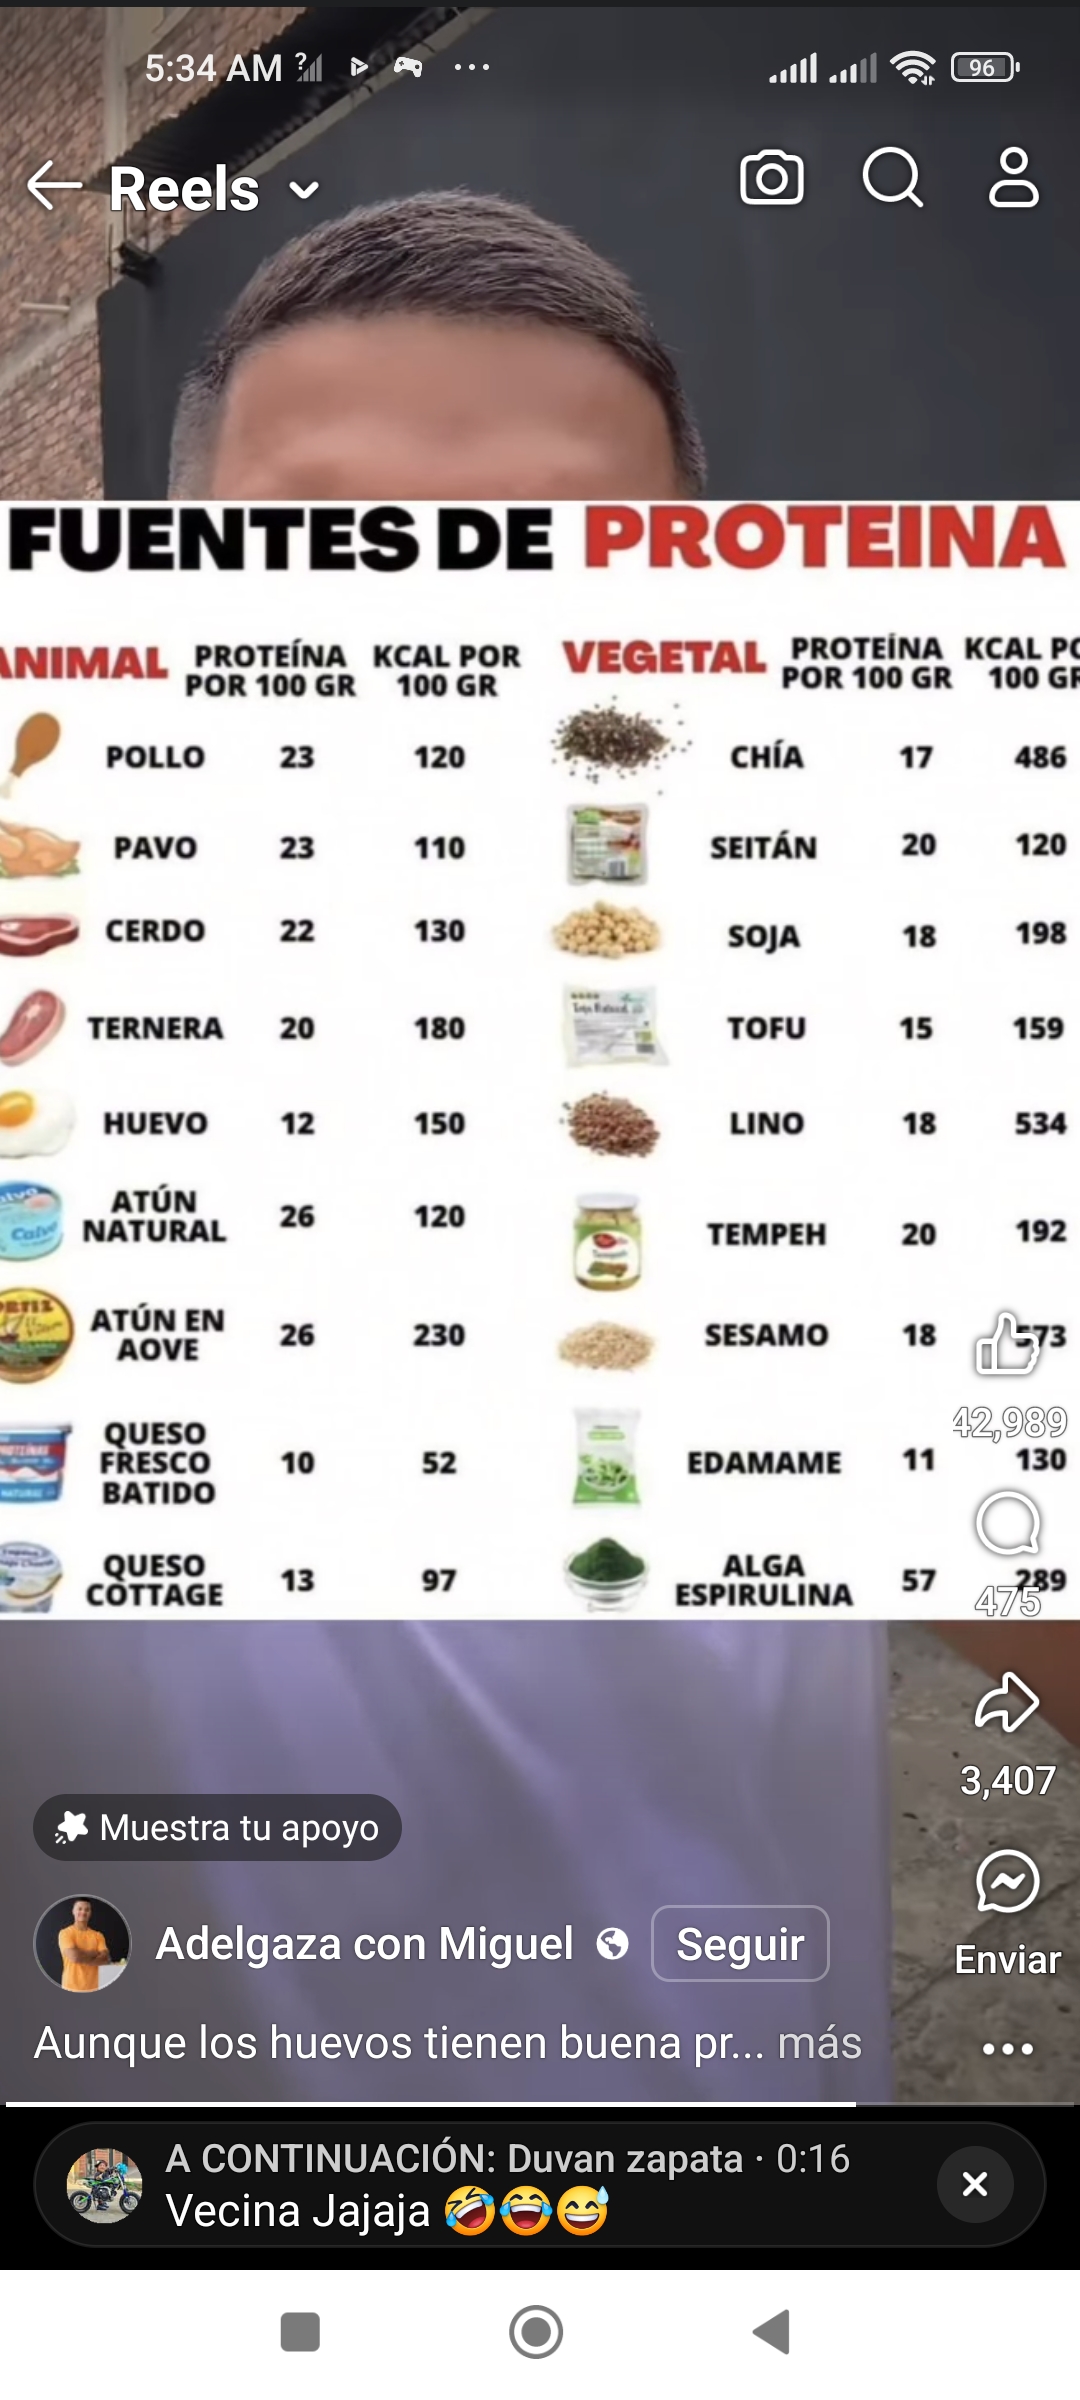 5:34 AM
96
Reels
FUENTES DE PROTEINA
ANIMAL PROTEÍNA POR 100 GR KCAL POR 100 GR
POLLO 23 120
PAVO 23 110
CERDO 22 130
TERNERA 20 180
HUEVO 12 150
ATÚN NATURAL 26 120
ATÚN EN AOVE 26 230
QUESO FRESCO BATIDO 10 52
QUESO COTTAGE 13 97
VEGETAL PROTEÍNA POR 100 GR KCAL PO 100 GR
CHÍA 17 486
SEITÁN 20 120
SOJA 18 198
TOFU 15 159
LINO 18 534
TEMPEH 20 192
SESAMO 18 573
EDAMAME 11 130
ALGA ESPIRULINA 57 289
Calvo
42,989
475
3,407
Enviar
Muestra tu apoyo
Adelgaza con Miguel
Seguir
Aunque los huevos tienen buena pr... más
A CONTINUACIÓN: Duvan zapata · 0:16
Vecina Jajaja 🤣😂😅